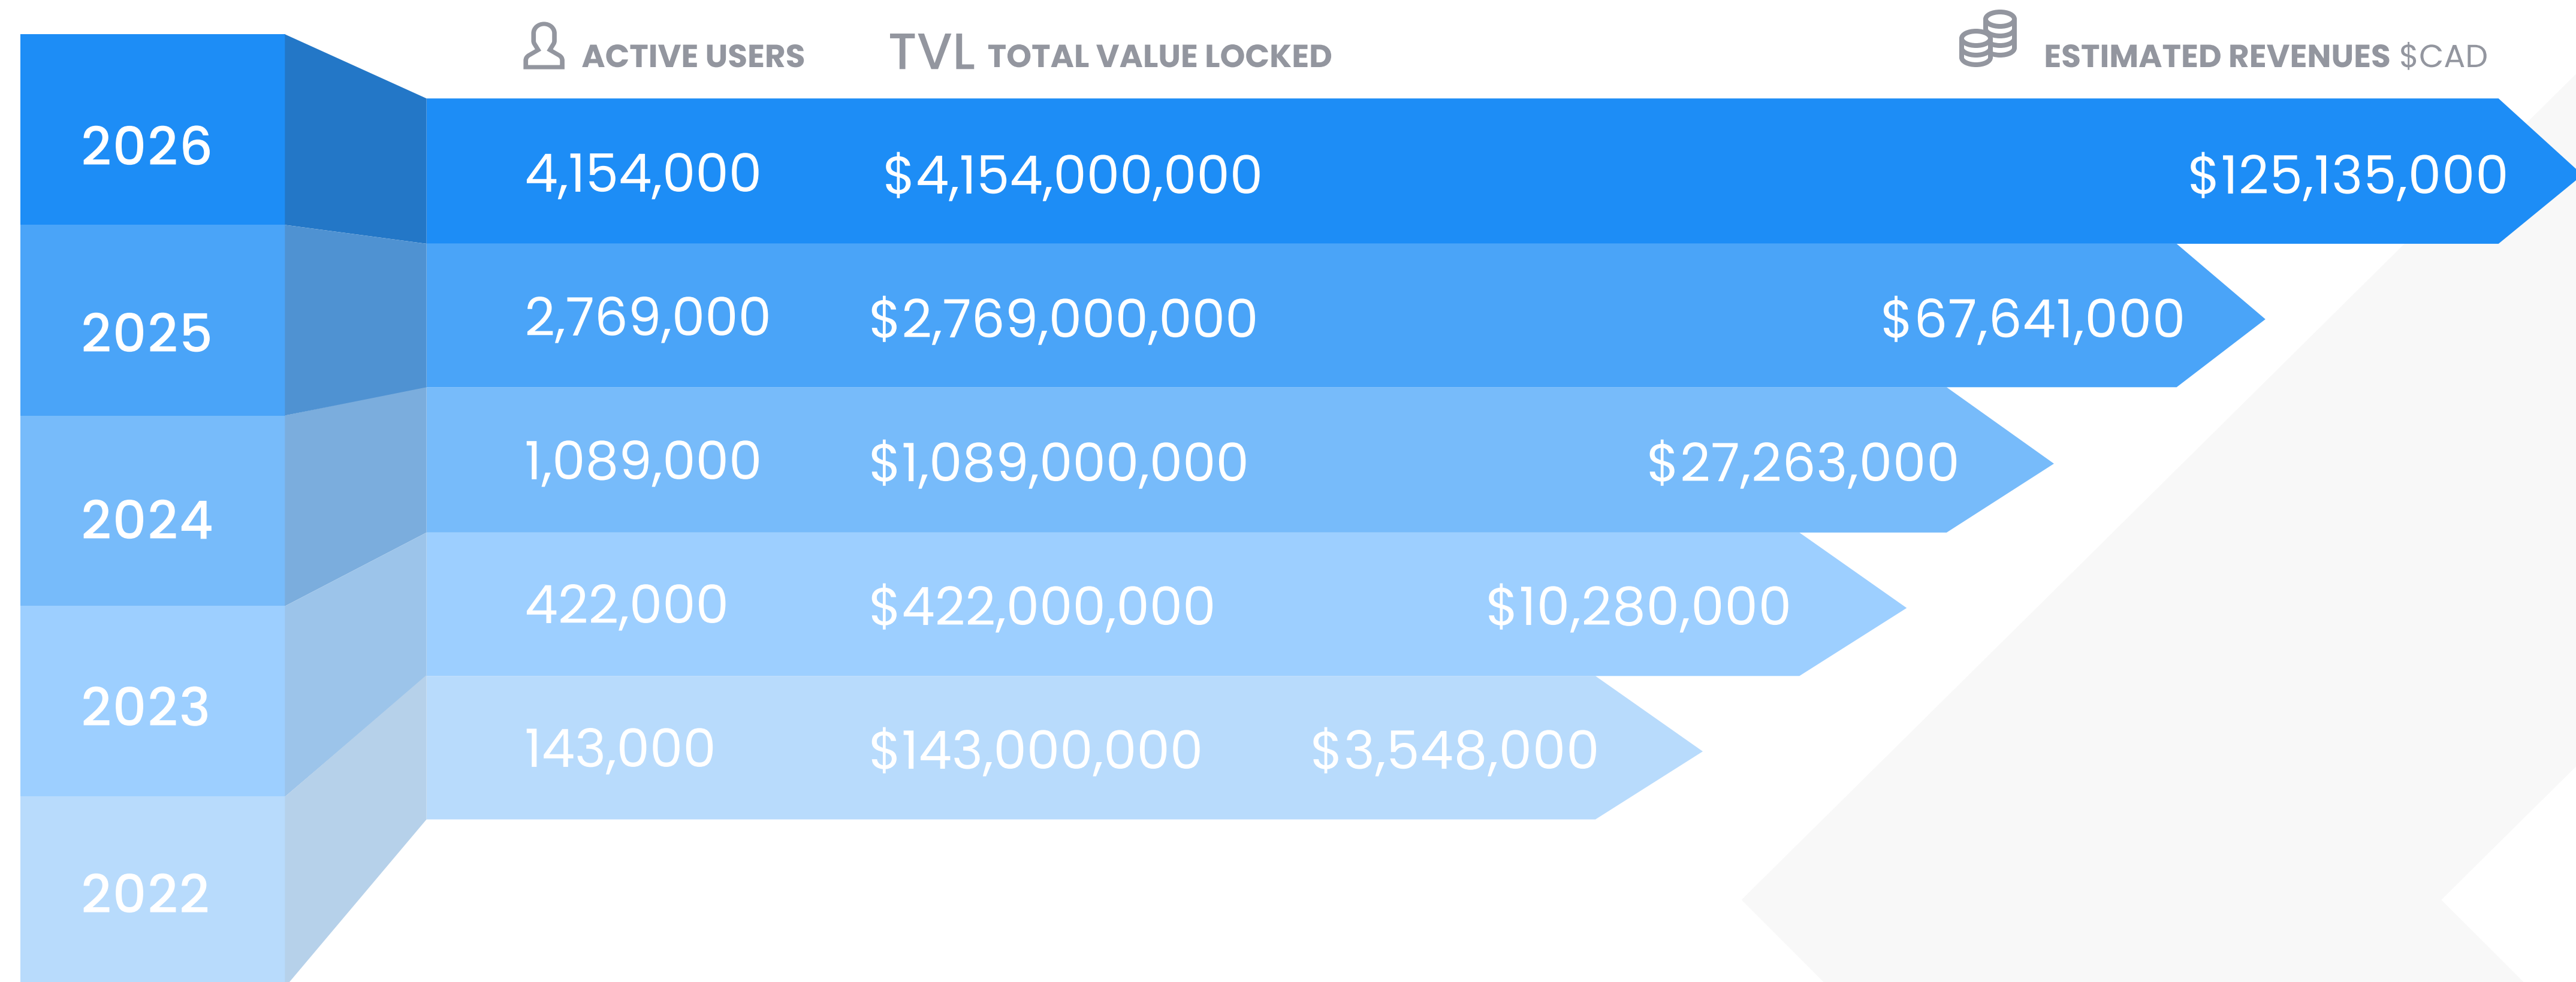 ACTIVE USERS TVL TOTAL VALUE LOCKED ESTIMATED REVENUES $CAD
2026 4,154,000 $4,154,000,000 $125,135,000
2025 2,769,000 $2,769,000,000 $67,641,000
2024 1,089,000 $1,089,000,000 $27,263,000
2023 422,000 $422,000,000 $10,280,000
2022 143,000 $143,000,000 $3,548,000